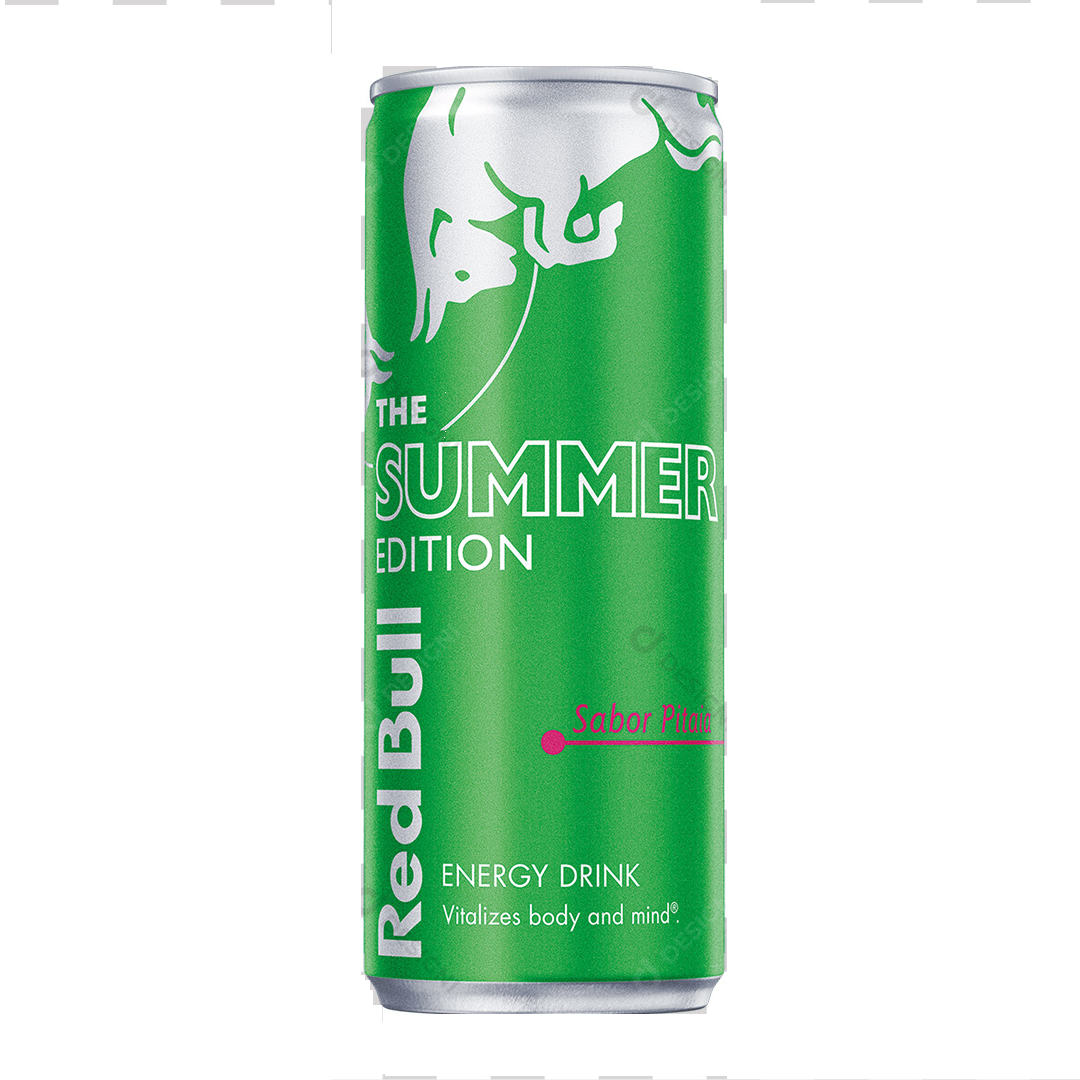 THE
SUMMER
EDITION
Red Bull
Sabor Pitaia
ENERGY DRINK
Vitalizes body and mind®.